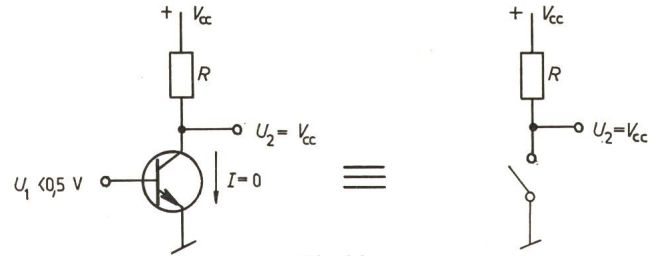 + Vcc
R
U2 = Vcc
U1 <0,5 V
I = 0
+ Vcc
R
U2=Vcc